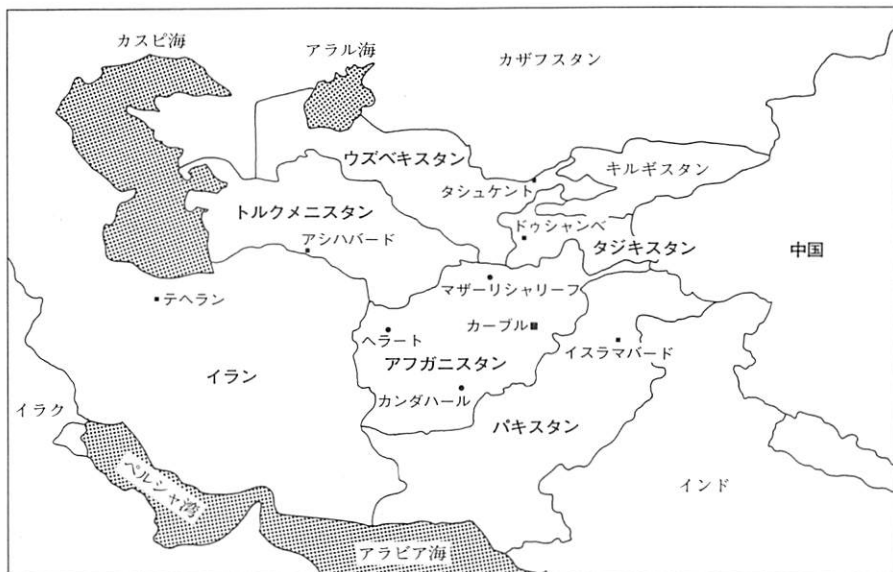 カスピ海
アラル海
カザフスタン
ウズベキスタン
キルギスタン
タシュケント
トルクメニスタン
ドゥシャンベ
アシハバード
タジキスタン
中国
マザーリシャリーフ
テヘラン
カーブル
ヘラート
イスラマバード
アフガニスタン
イラン
カンダハール
イラク
パキスタン
ペルシャ湾
インド
アラビア海